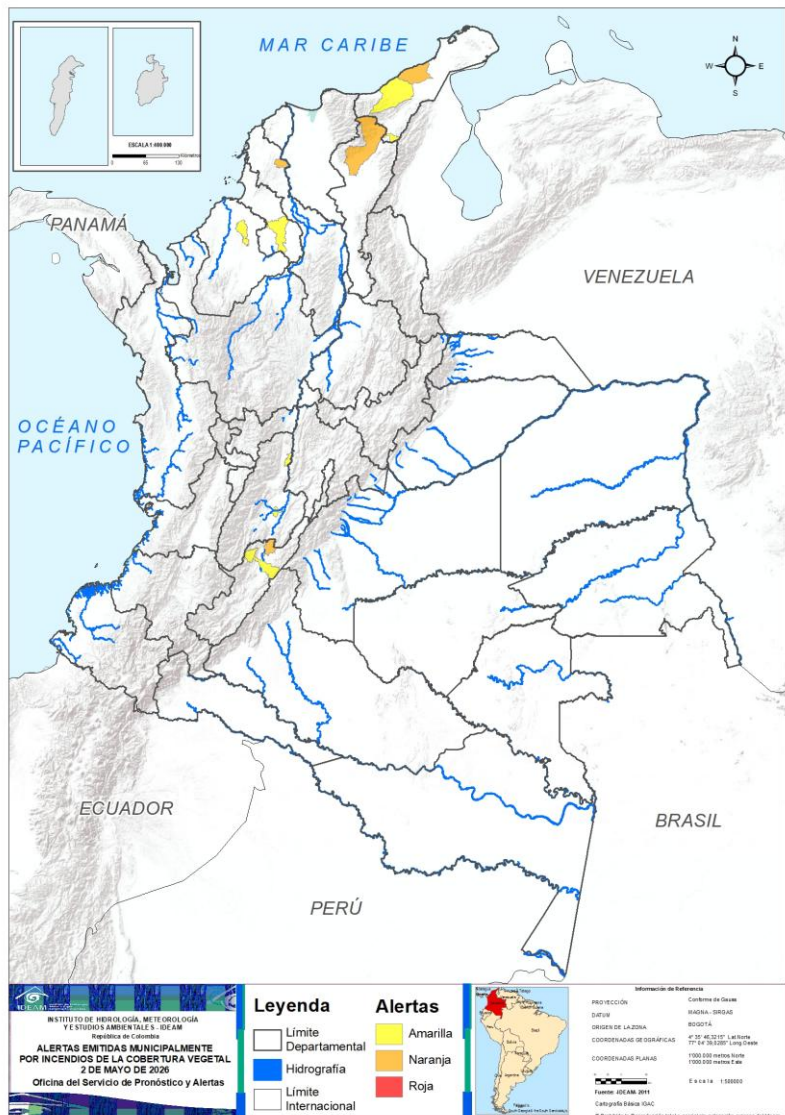 MAR CARIBE
N
W
E
S
ESCALA 1:600.000
PANAMÁ
VENEZUELA
OCÉANO
PACÍFICO
ECUADOR
BRASIL
PERÚ
IDEAM
INSTITUTO DE HIDROLOGÍA, METEOROLOGÍA
Y ESTUDIOS AMBIENTALES - IDEAM
República de Colombia
ALERTAS EMITIDAS MUNICIPALMENTE
POR INCENDIOS DE LA COBERTURA VEGETAL
2 DE MAYO DE 2026
Oficina del Servicio de Pronóstico y Alertas
Leyenda
Límite
Departamental
Hidrografía
Límite
Internacional
Alertas
Amarilla
Naranja
Roja
Información de Referencia
PROYECCIÓN
Conforme de Gauss
DATUM
MAGNA - SIRGAS
ORIGEN DE LA ZONA
BOGOTÁ
COORDENADAS GEOGRÁFICAS
COORDENADAS PLANAS
1'000.000 metros Norte
1'000.000 metros Este
Escala
Fuente: IDEAM 2011
Cartografía Básica IGAC